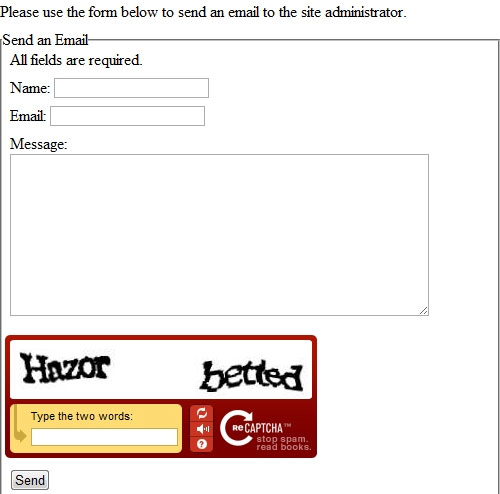 Please use the form below to send an email to the site administrator.
Send an Email
All fields are required.
Name:
Email:
Message:
Hazor betted
Type the two words:
reCAPTCHA™
stop spam.
read books.
Send